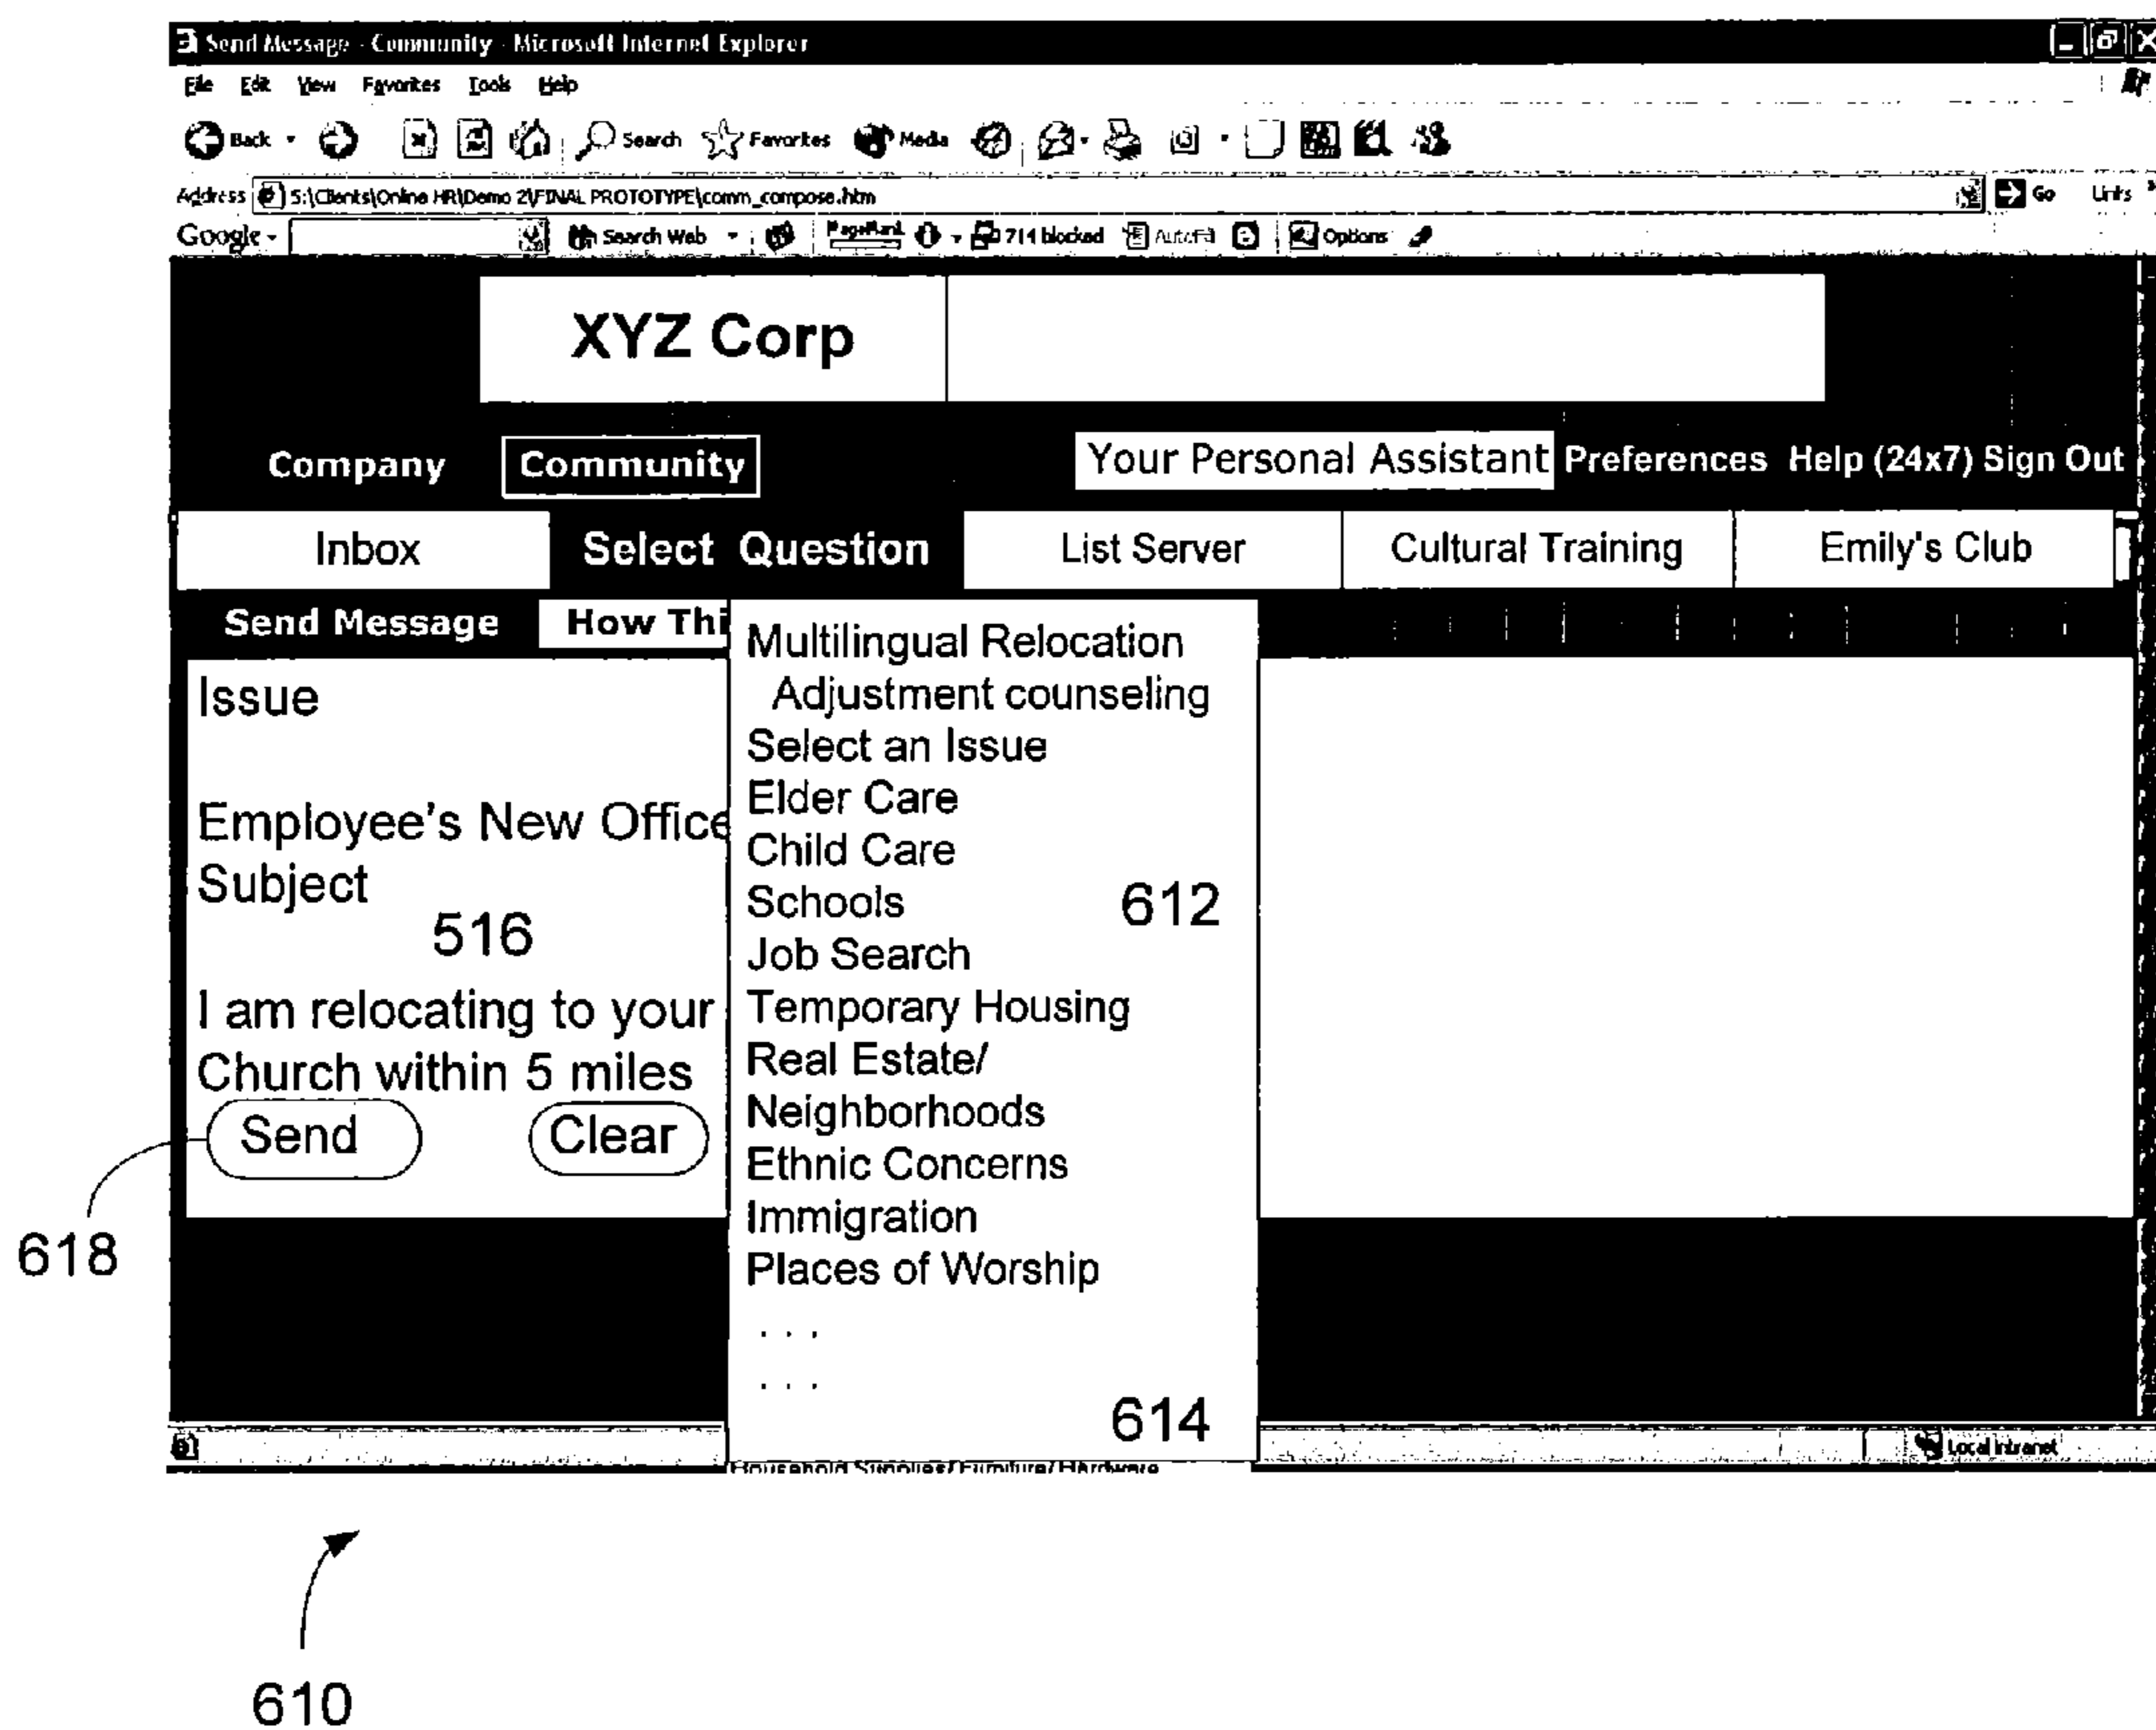 Send Message - Community - Microsoft Internet Explorer
File Edit View Favorites Tools Help
Back Search Favorites Media
Address S:\Clients\Online HR\Demo 2\FINAL PROTOTYPE\comm_compose.htm Go Links
Google Search Web PageRank 714 blocked AutoFill Options
XYZ Corp
Company Community Your Personal Assistant Preferences Help (24x7) Sign Out
Inbox Select Question List Server Cultural Training Emily's Club
Send Message How Thi
Issue
Employee's New Office
Subject
516
I am relocating to your
Church within 5 miles
Send Clear
Multilingual Relocation
Adjustment counseling
Select an Issue
Elder Care
Child Care
Schools 612
Job Search
Temporary Housing
Real Estate/
Neighborhoods
Ethnic Concerns
Immigration
Places of Worship
. . .
. . .
614
Household Supplies/Furniture/Hardware
Local intranet
618
610